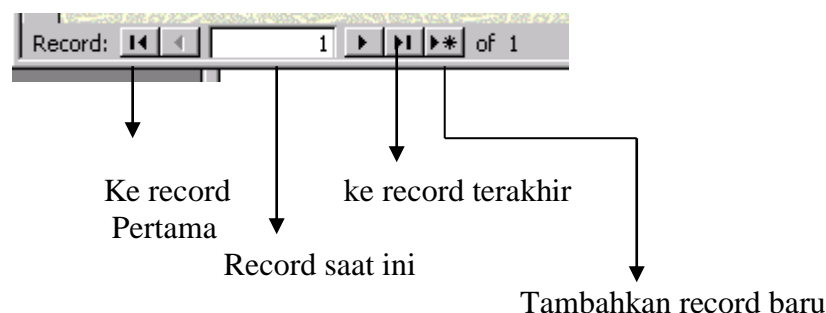 Record: 1 of 1
Ke record ke record terakhir
Pertama
Record saat ini
Tambahkan record baru